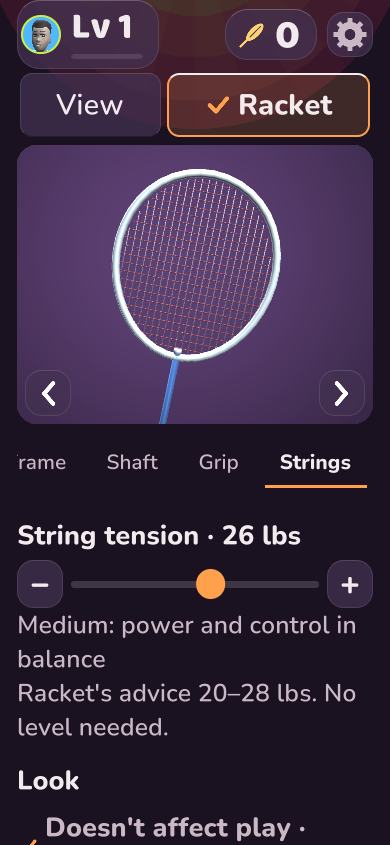 Lv 1
0
View
Racket
rame
Shaft
Grip
Strings
String tension · 26 lbs
Medium: power and control in
balance
Racket's advice 20–28 lbs. No
level needed.
Look
Doesn't affect play ·